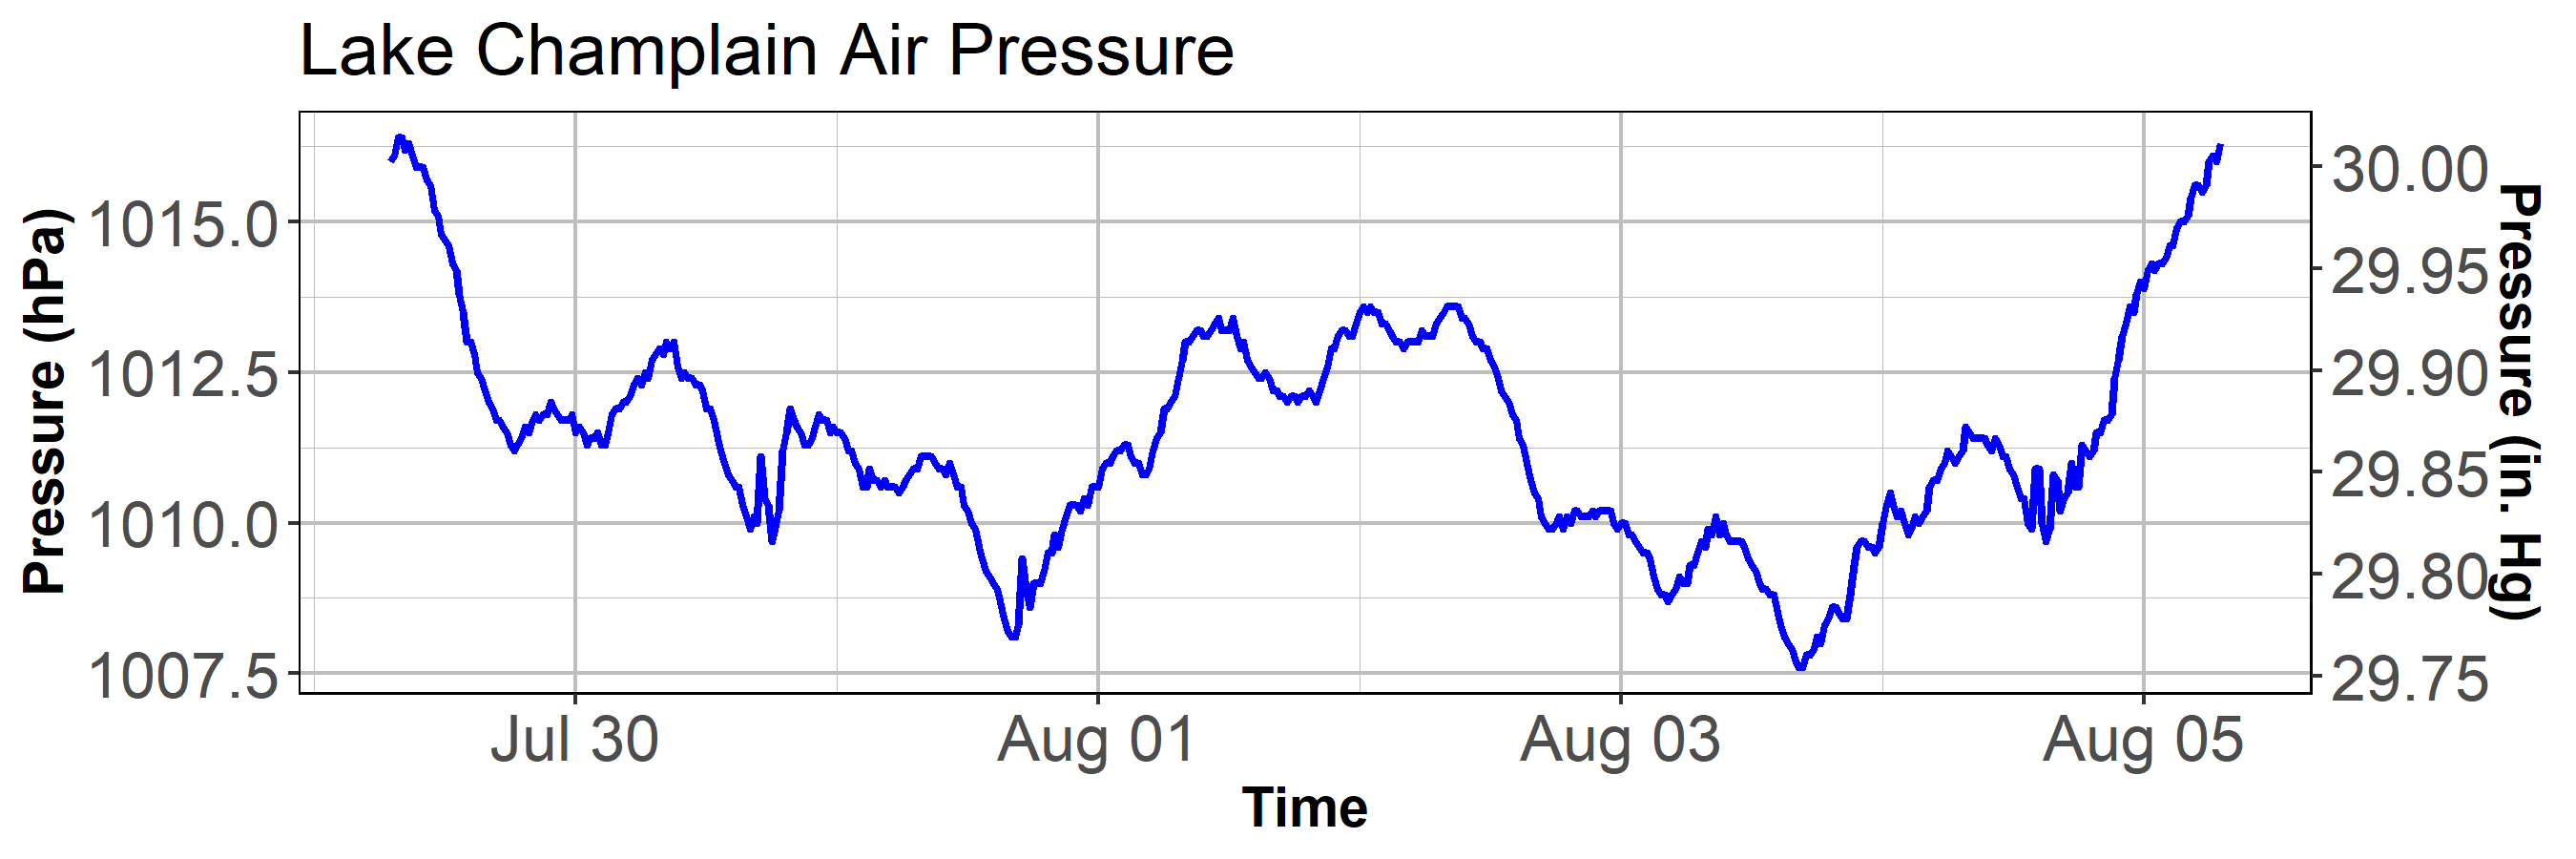 Lake Champlain Air Pressure
Pressure (hPa)
1015.0
1012.5
1010.0
1007.5
30.00
29.95
29.90
29.85
29.80
29.75
Pressure (in. Hg)
Jul 30
Aug 01
Aug 03
Aug 05
Time